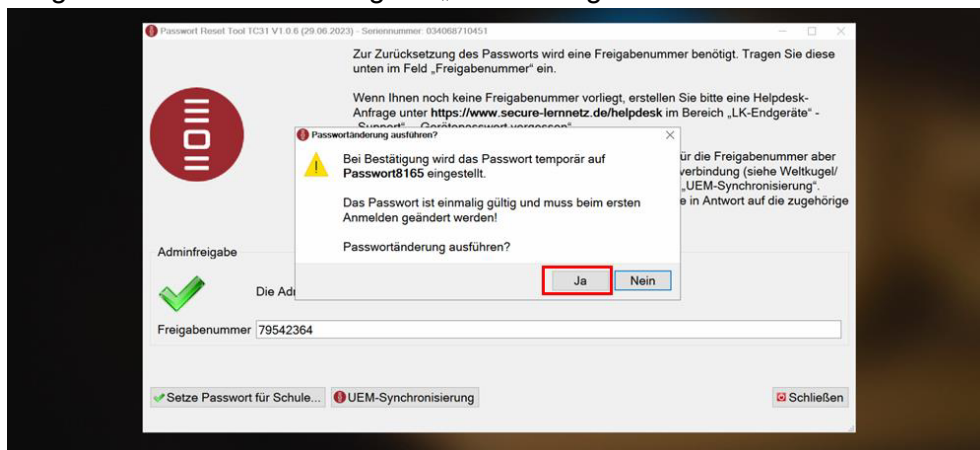 Passwort Reset Tool TC31 V1.0.6 (29.06.2023) - Seriennummer: 034068710451
Zur Zurücksetzung des Passworts wird eine Freigabenummer benötigt. Tragen Sie diese
unten im Feld „Freigabenummer" ein.
Wenn Ihnen noch keine Freigabenummer vorliegt, erstellen Sie bitte eine Helpdesk-
Anfrage unter https://www.secure-lernnetz.de/helpdesk im Bereich „LK-Endgeräte" -
„Support" - „Gerätepasswort vergessen"
Passwortänderung ausführen?
Bei Bestätigung wird das Passwort temporär auf
Passwort8165 eingestellt.
Das Passwort ist einmalig gültig und muss beim ersten
Anmelden geändert werden!
Passwortänderung ausführen?
Ja Nein
ür die Freigabenummer aber
verbindung (siehe Weltkugel/
„UEM-Synchronisierung".
e in Antwort auf die zugehörige
Adminfreigabe
Die Adm
Freigabenummer 79542364
Setze Passwort für Schule... UEM-Synchronisierung Schließen